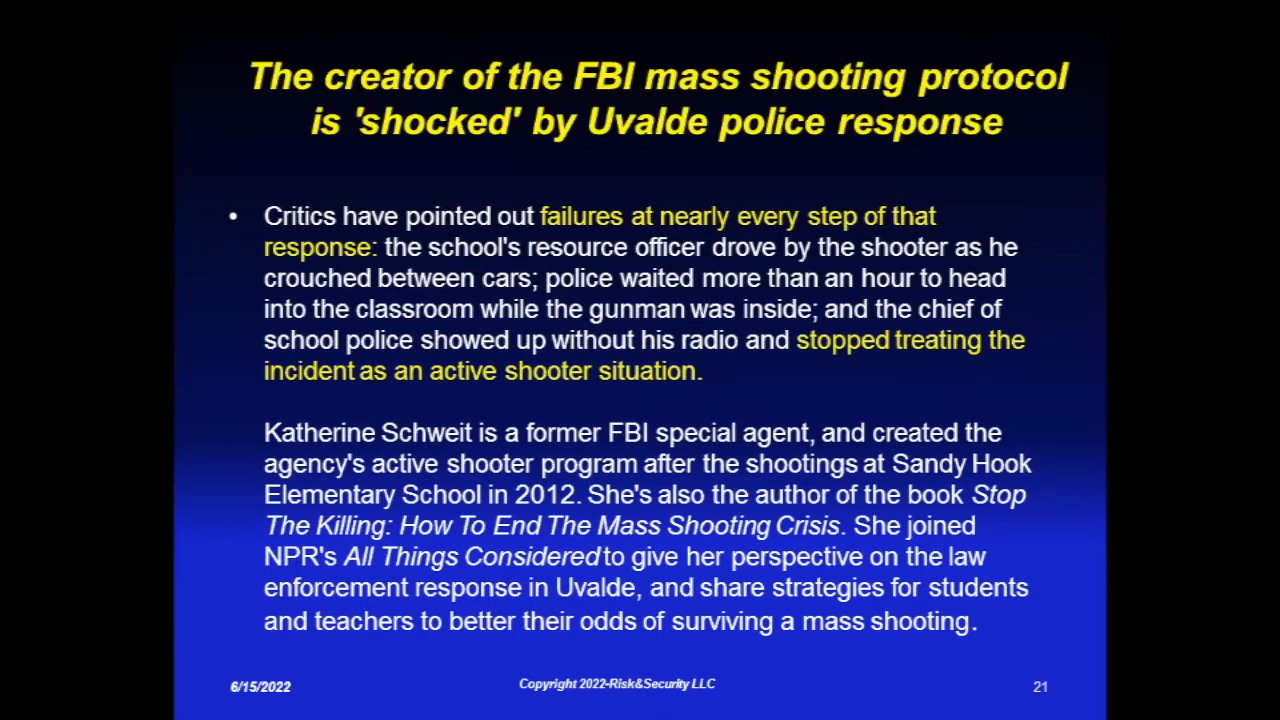 The creator of the FBI mass shooting protocol
is 'shocked' by Uvalde police response
• Critics have pointed out failures at nearly every step of that
response: the school's resource officer drove by the shooter as he
crouched between cars; police waited more than an hour to head
into the classroom while the gunman was inside; and the chief of
school police showed up without his radio and stopped treating the
incident as an active shooter situation.
Katherine Schweit is a former FBI special agent, and created the
agency's active shooter program after the shootings at Sandy Hook
Elementary School in 2012. She's also the author of the book Stop
The Killing: How To End The Mass Shooting Crisis. She joined
NPR's All Things Considered to give her perspective on the law
enforcement response in Uvalde, and share strategies for students
and teachers to better their odds of surviving a mass shooting.
6/15/2022
Copyright 2022-Risk&Security LLC
21